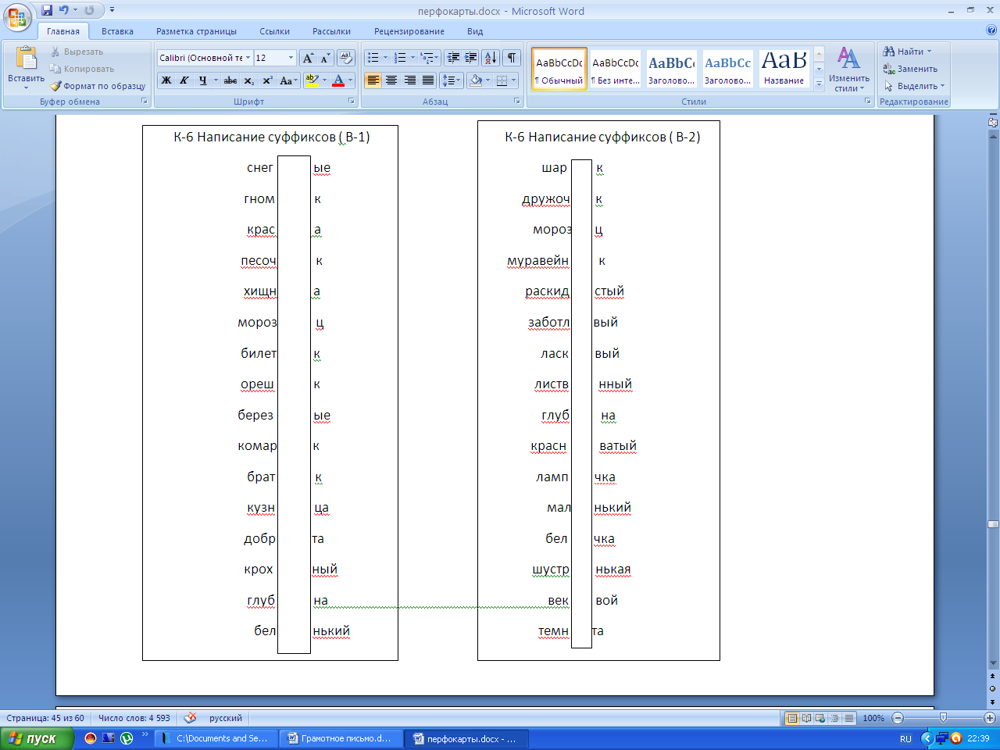 перфокарты.docx - Microsoft Word
Главная Вставка Разметка страницы Ссылки Рассылки Рецензирование Вид
Вставить
Вырезать
Копировать
Формат по образцу
Буфер обмена
Calibri (Основной те 12
Ж К Ч abc x₂ x² Aa
Шрифт
Абзац
AaBbCcDc AaBbCcDc AaBbC AaBbCc AaB
¶ Обычный ¶ Без инте... Заголово... Заголово... Название
Изменить стили
Стили
Найти
Заменить
Выделить
Редактирование
К-6 Написание суффиксов ( В-1)
снег ые
гном к
крас а
песоч к
хищн а
мороз ц
билет к
ореш к
берез ые
комар к
брат к
кузн ца
добр та
крох ный
глуб на
бел нький
К-6 Написание суффиксов ( В-2)
шар к
дружоч к
мороз ц
муравейн к
раскид стый
заботл вый
ласк вый
листв нный
глуб на
красн ватый
ламп чка
мал нький
бел чка
шустр нькая
век вой
темн та
Страница: 45 из 60 Число слов: 4 593 русский 100%
пуск C:\Documents and Se... Грамотное письмо.d... перфокарты.docx - ... RU 22:39